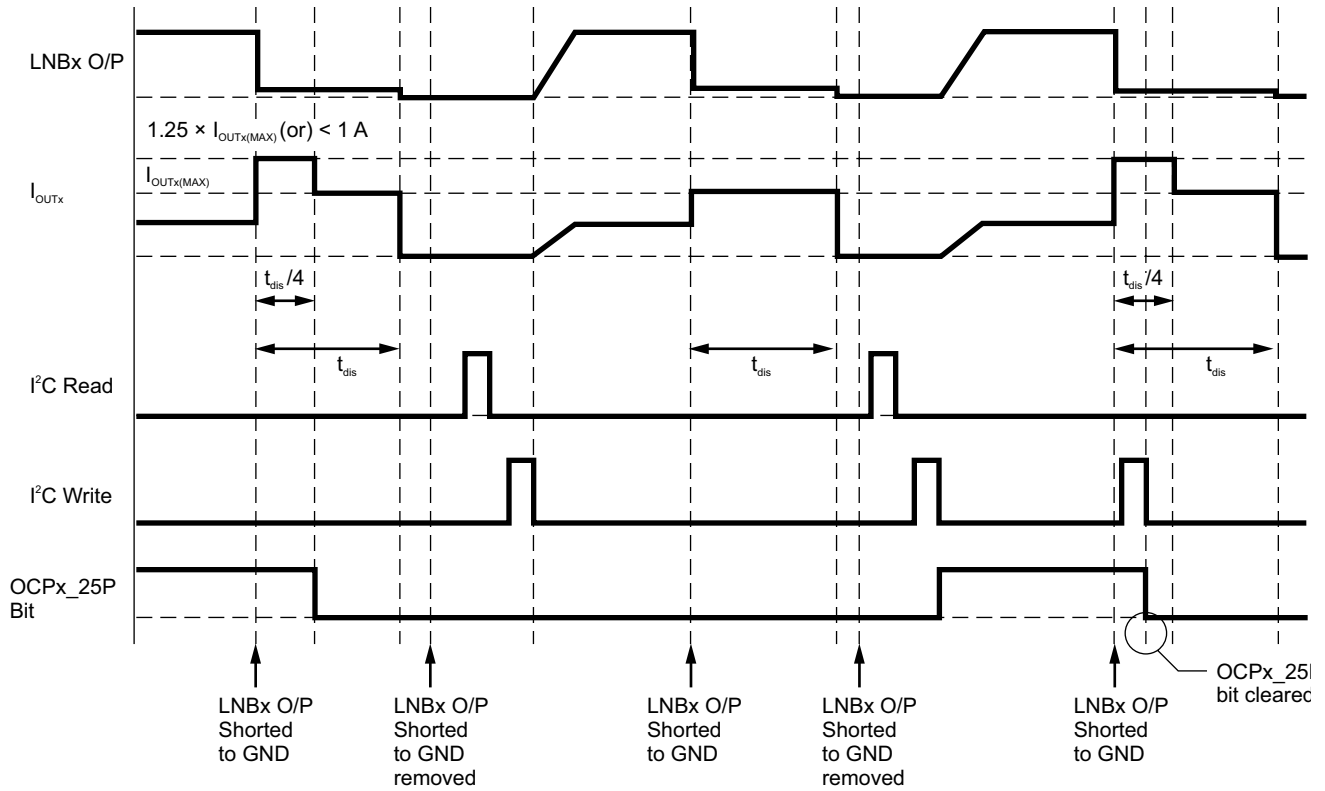 LNBx O/P
1.25 × IOUTx(MAX) (or) < 1 A
IOUTx(MAX)
IOUTx
tdis/4
tdis/4
tdis
tdis
tdis
I²C Read
I²C Write
OCPx_25P
Bit
OCPx_25
bit cleared
LNBx O/P
Shorted
to GND
LNBx O/P
Shorted
to GND
removed
LNBx O/P
Shorted
to GND
LNBx O/P
Shorted
to GND
removed
LNBx O/P
Shorted
to GND